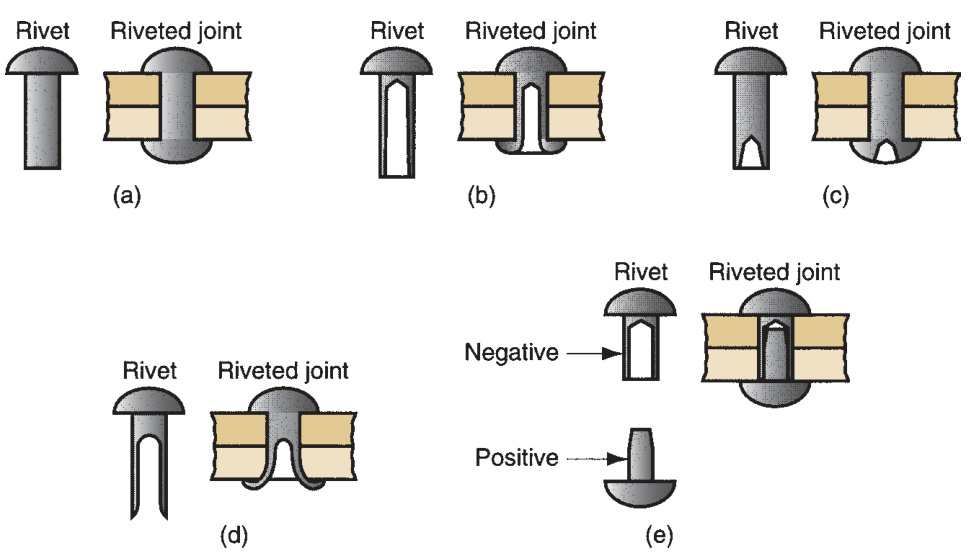 Rivet Riveted joint
(a)
Rivet Riveted joint
(b)
Rivet Riveted joint
(c)
Rivet Riveted joint
(d)
Rivet Riveted joint
Negative
Positive
(e)